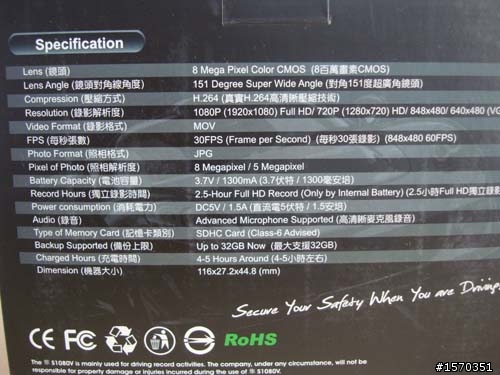 Specification
Lens (鏡頭) 8 Mega Pixel Color CMOS (8百萬畫素CMOS)
Lens Angle (鏡頭對角線角度) 151 Degree Super Wide Angle (對角151度超廣角鏡頭)
Compression (壓縮方式) H.264 (真實H.264高清晰壓縮技術)
Resolution (錄影解析度) 1080P (1920x1080) Full HD/ 720P (1280x720) HD/ 848x480/ 640x480 (VG
Video Format (錄影格式) MOV
FPS (每秒張數) 30FPS (Frame per Second) (每秒30張錄影) (848x480 60FPS)
Photo Format (照相格式) JPG
Pixel of Photo (照相解析度) 8 Megapixel / 5 Megapixel
Battery Capacity (電池容量) 3.7V / 1300mA (3.7伏特 / 1300毫安培)
Record Hours (獨立錄影時間) 2.5-Hour Full HD Record (Only by Internal Battery) (2.5小時Full HD獨立錄影
Power consumption (消耗電力) DC5V / 1.5A (直流電5伏特 / 1.5安培)
Audio (錄音) Advanced Microphone Supported (高清晰麥克風錄音)
Type of Memory Card (記憶卡類別) SDHC Card (Class-6 Advised)
Backup Supported (備份上限) Up to 32GB Now (最大支援32GB)
Charged Hours (充電時間) 4-5 Hours Around (4-5小時左右)
Dimension (機器大小) 116x27.2x44.8 (mm)
Secure Your Safety When You are Driving
CE FC RoHS
The S1080V is mainly used for driving record activities. The company, under any circumstance, will not be
responsible for property damage or injuries incurred during the use of S1080V.
#1570351